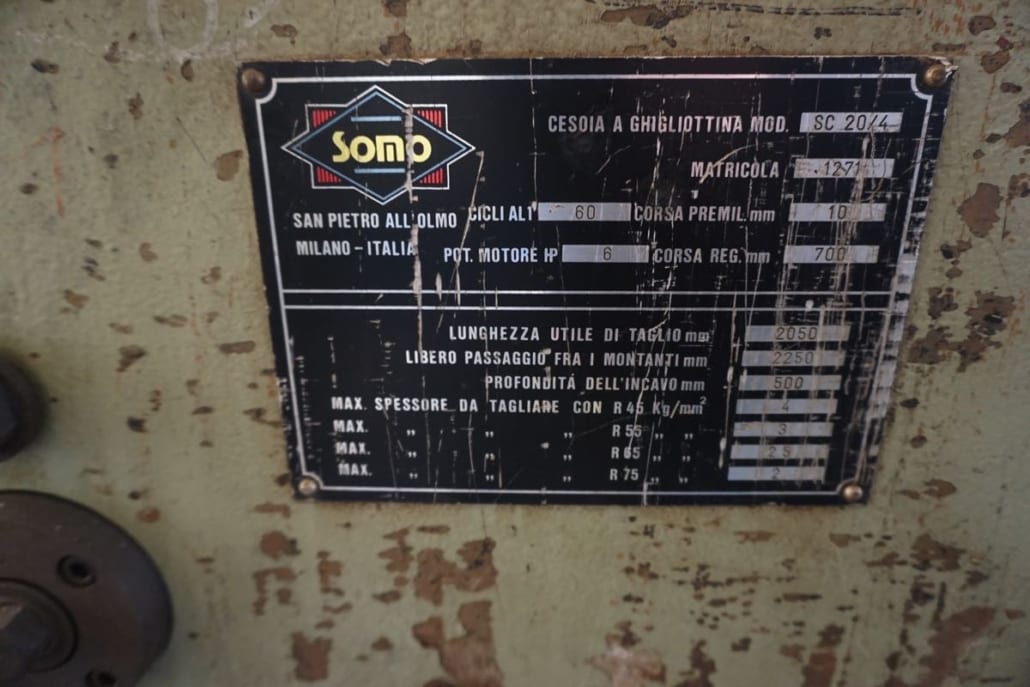 SOMO
CESOIA A GHIGLIOTTINA MOD. SC 20/4
MATRICOLA 1271
SAN PIETRO ALL'OLMO
MILANO - ITALIA
CICLI AL 1' 60 CORSA PREMIL. mm 10
POT. MOTORE HP 6 CORSA REG. mm 700
LUNGHEZZA UTILE DI TAGLIO mm 2050
LIBERO PASSAGGIO FRA I MONTANTI mm 2250
PROFONDITÁ DELL'INCAVO mm 500
MAX. SPESSORE DA TAGLIARE CON R 45 Kg/mm² 4
MAX. „ „ „ R 55 „ „ 3
MAX. „ „ „ R 65 „ „ 2.5
MAX. „ „ „ R 75 „ „ 2